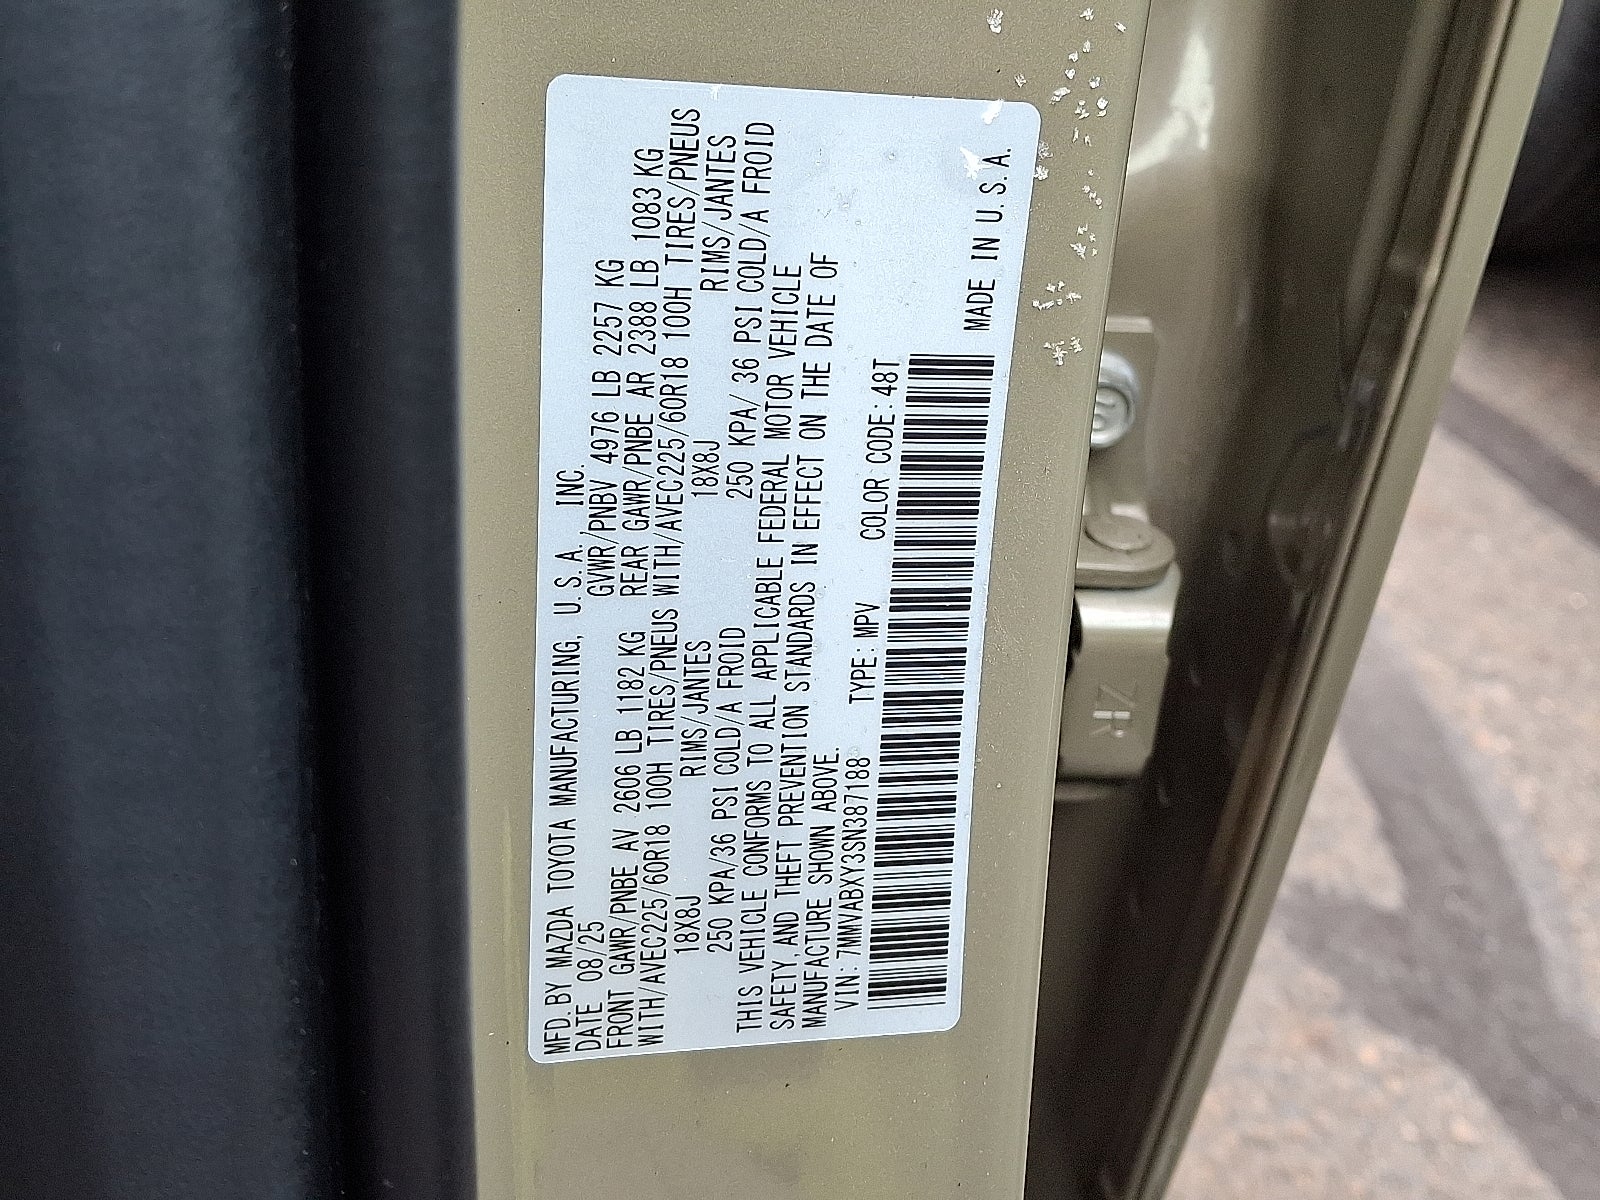 MFD. BY MAZDA TOYOTA MANUFACTURING, U.S.A., INC.
DATE 08/25 GVWR/PNBV 4976 LB 2257 KG
FRONT GAWR/PNBE AV 2606 LB 1182 KG REAR GAWR/PNBE AR 2388 LB 1083 KG
WITH/AVEC225/60R18 100H TIRES/PNEUS WITH/AVEC225/60R18 100H TIRES/PNEUS
18X8J RIMS/JANTES 18X8J RIMS/JANTES
250 KPA/36 PSI COLD/A FROID 250 KPA/ 36 PSI COLD/A FROID
THIS VEHICLE CONFORMS TO ALL APPLICABLE FEDERAL MOTOR VEHICLE
SAFETY, AND THEFT PREVENTION STANDARDS IN EFFECT ON THE DATE OF
MANUFACTURE SHOWN ABOVE.
VIN: 7MMVABXY3SN387188 TYPE: MPV COLOR CODE: 48T
MADE IN U.S.A.